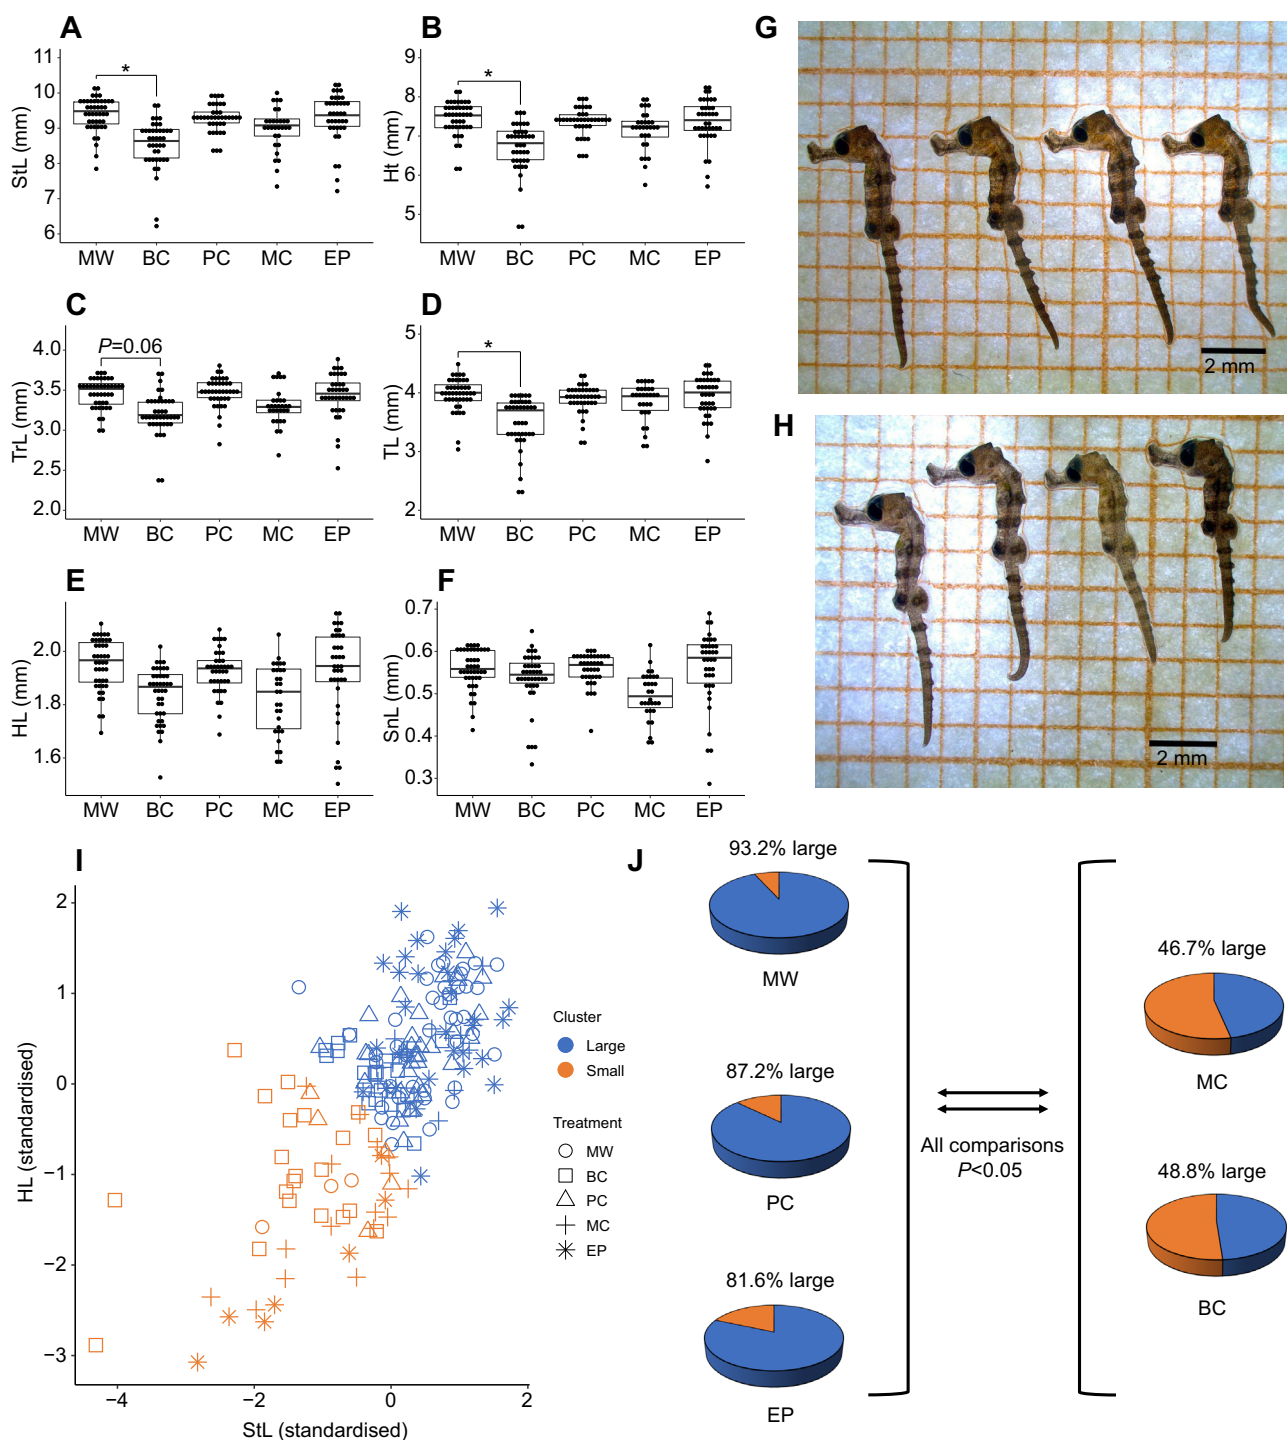 A
StL (mm)
11
10
9
8
7
6
*
MW BC PC MC EP
B
Ht (mm)
9
8
7
6
5
*
MW BC PC MC EP
C
TrL (mm)
4.0
3.5
3.0
2.5
2.0
P=0.06
MW BC PC MC EP
D
TL (mm)
5
4
3
2
*
MW BC PC MC EP
E
HL (mm)
2.0
1.8
1.6
MW BC PC MC EP
F
SnL (mm)
0.7
0.6
0.5
0.4
0.3
MW BC PC MC EP
G
2 mm
H
2 mm
I
HL (standardised)
2
1
0
−1
−2
−3
−4 −2 0 2
StL (standardised)
Cluster
Large
Small
Treatment
MW
BC
PC
MC
EP
J
93.2% large
MW
87.2% large
PC
81.6% large
EP
All comparisons
P<0.05
46.7% large
MC
48.8% large
BC